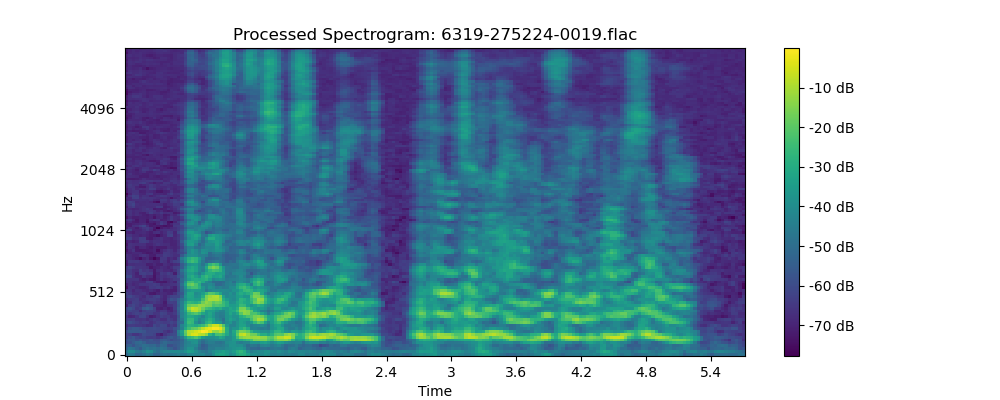 Processed Spectrogram: 6319-275224-0019.flac
Hz
4096
2048
1024
512
0
0 0.6 1.2 1.8 2.4 3 3.6 4.2 4.8 5.4
Time
-10 dB
-20 dB
-30 dB
-40 dB
-50 dB
-60 dB
-70 dB